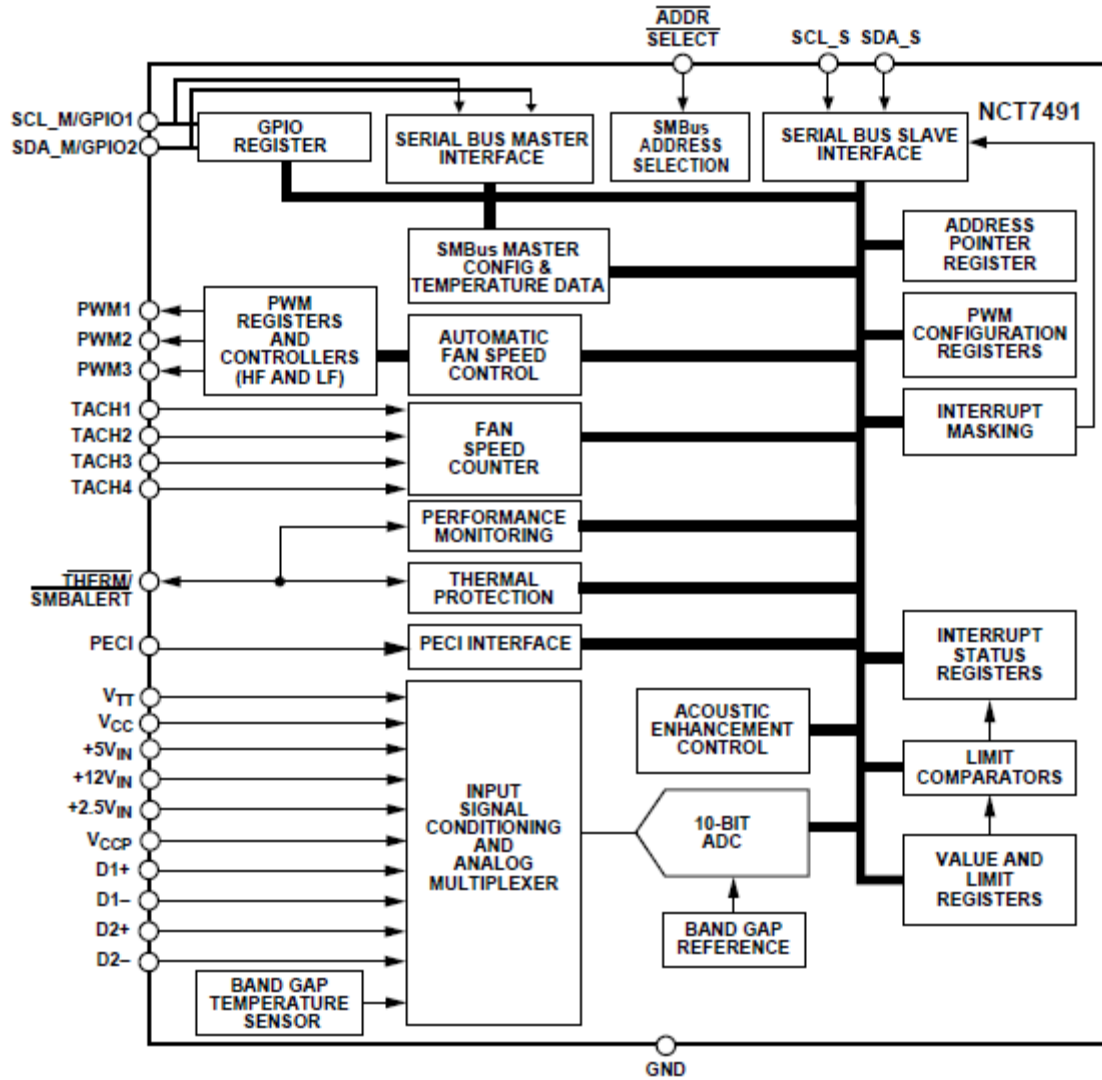 ADDR
SELECT
SCL_S SDA_S
NCT7491
SCL_M/GPIO1
SDA_M/GPIO2
GPIO
REGISTER
SERIAL BUS MASTER
INTERFACE
SMBus
ADDRESS
SELECTION
SERIAL BUS SLAVE
INTERFACE
SMBus MASTER
CONFIG &
TEMPERATURE DATA
ADDRESS
POINTER
REGISTER
PWM1
PWM2
PWM3
PWM
REGISTERS
AND
CONTROLLERS
(HF AND LF)
AUTOMATIC
FAN SPEED
CONTROL
PWM
CONFIGURATION
REGISTERS
TACH1
TACH2
TACH3
TACH4
FAN
SPEED
COUNTER
INTERRUPT
MASKING
PERFORMANCE
MONITORING
THERM/
SMBALERT
THERMAL
PROTECTION
PECI
PECI INTERFACE
INTERRUPT
STATUS
REGISTERS
VTT
VCC
+5VIN
+12VIN
+2.5VIN
VCCP
D1+
D1–
D2+
D2–
INPUT
SIGNAL
CONDITIONING
AND
ANALOG
MULTIPLEXER
ACOUSTIC
ENHANCEMENT
CONTROL
LIMIT
COMPARATORS
10-BIT
ADC
VALUE AND
LIMIT
REGISTERS
BAND GAP
REFERENCE
BAND GAP
TEMPERATURE
SENSOR
GND